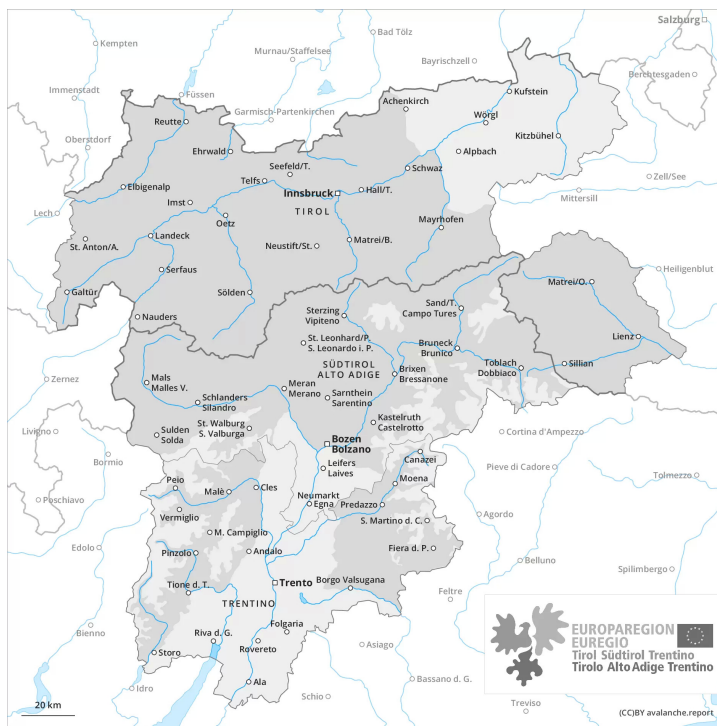 Salzburg
Bad Tölz
Kempten
Murnau/Staffelsee
Bayrischzell
Berchtesgaden
Immenstadt
Füssen
Kufstein
Achenkirch
Garmisch-Partenkirchen
Wörgl
Reutte
Kitzbühel
Oberstdorf
Ehrwald
Alpbach
Seefeld/T.
Schwaz
Telfs
Zell/See
Elbigenalp
Innsbruck
Hall/T.
Mittersill
Imst
TIROL
Lech
Oetz
Mayrhofen
Landeck
Matrei/B.
St. Anton/A.
Neustift/St.
Serfaus
Heiligenblut
Matrei/O.
Galtür
Sölden
Sand/T.
Campo Tures
Sterzing
Vipiteno
Nauders
Lienz
St. Leonhard/P.
S. Leonardo i. P.
Bruneck
Brunico
SÜDTIROL
ALTO ADIGE
Toblach
Dobbiaco
Sillian
Brixen
Bressanone
Zernez
Mals
Malles V.
Meran
Merano
Sarnthein
Sarentino
Schlanders
Silandro
Kastelruth
Castelrotto
St. Walburg
S. Valburga
Livigno
Sulden
Solda
Cortina d'Ampezzo
Bozen
Bolzano
Canazei
Bormio
Leifers
Laives
Pieve di Cadore
Tolmezzo
Peio
Moena
Malè
Cles
Neumarkt
Egna
Predazzo
Poschiavo
Vermiglio
S. Martino d. C.
Agordo
M. Campiglio
Edolo
Pinzolo
Andalo
Fiera d. P.
Belluno
Spilimbergo
Tione d. T.
Trento
Borgo Valsugana
Feltre
TRENTINO
Folgaria
Bienno
Riva d. G.
Rovereto
Asiago
Storo
Ala
Bassano d. G.
Idro
Schio
Treviso
EUROPAREGION
EUREGIO
Tirol Südtirol Trentino
Tirolo Alto Adige Trentino
20 km
(CC)BY avalanche.report